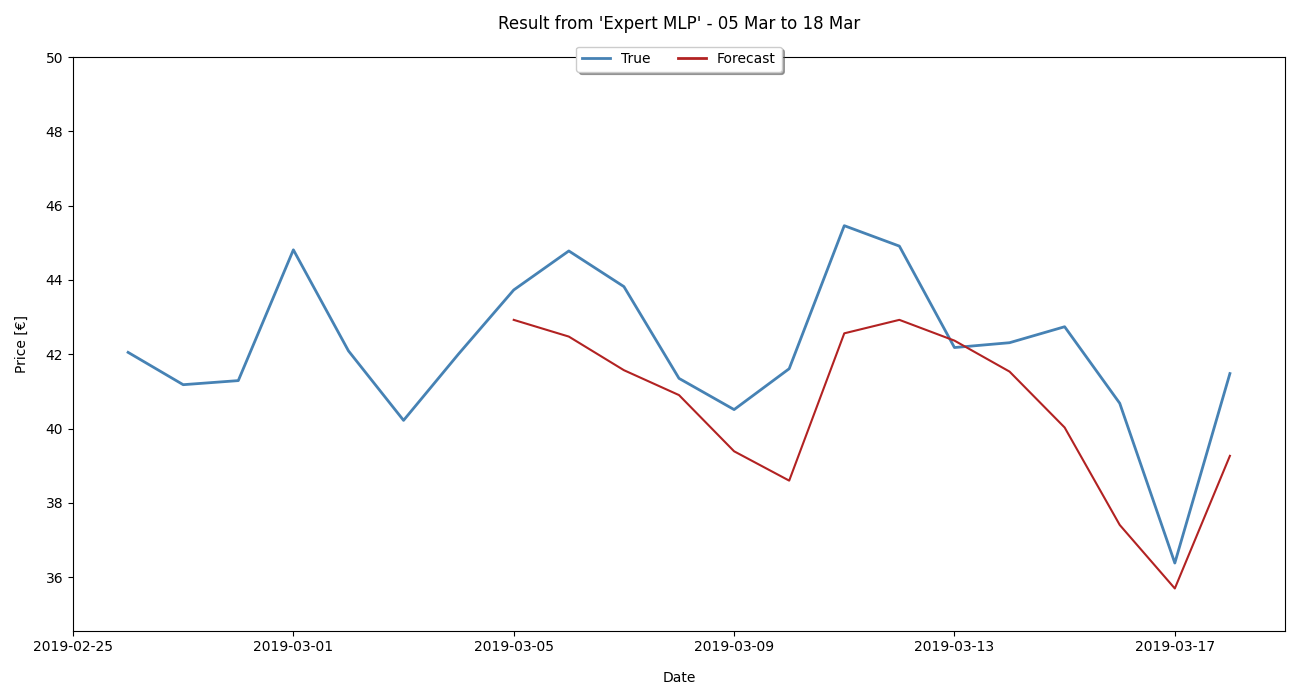 Result from 'Expert MLP' - 05 Mar to 18 Mar
True Forecast
50
48
46
44
42
40
38
36
Price [€]
2019-02-25 2019-03-01 2019-03-05 2019-03-09 2019-03-13 2019-03-17
Date